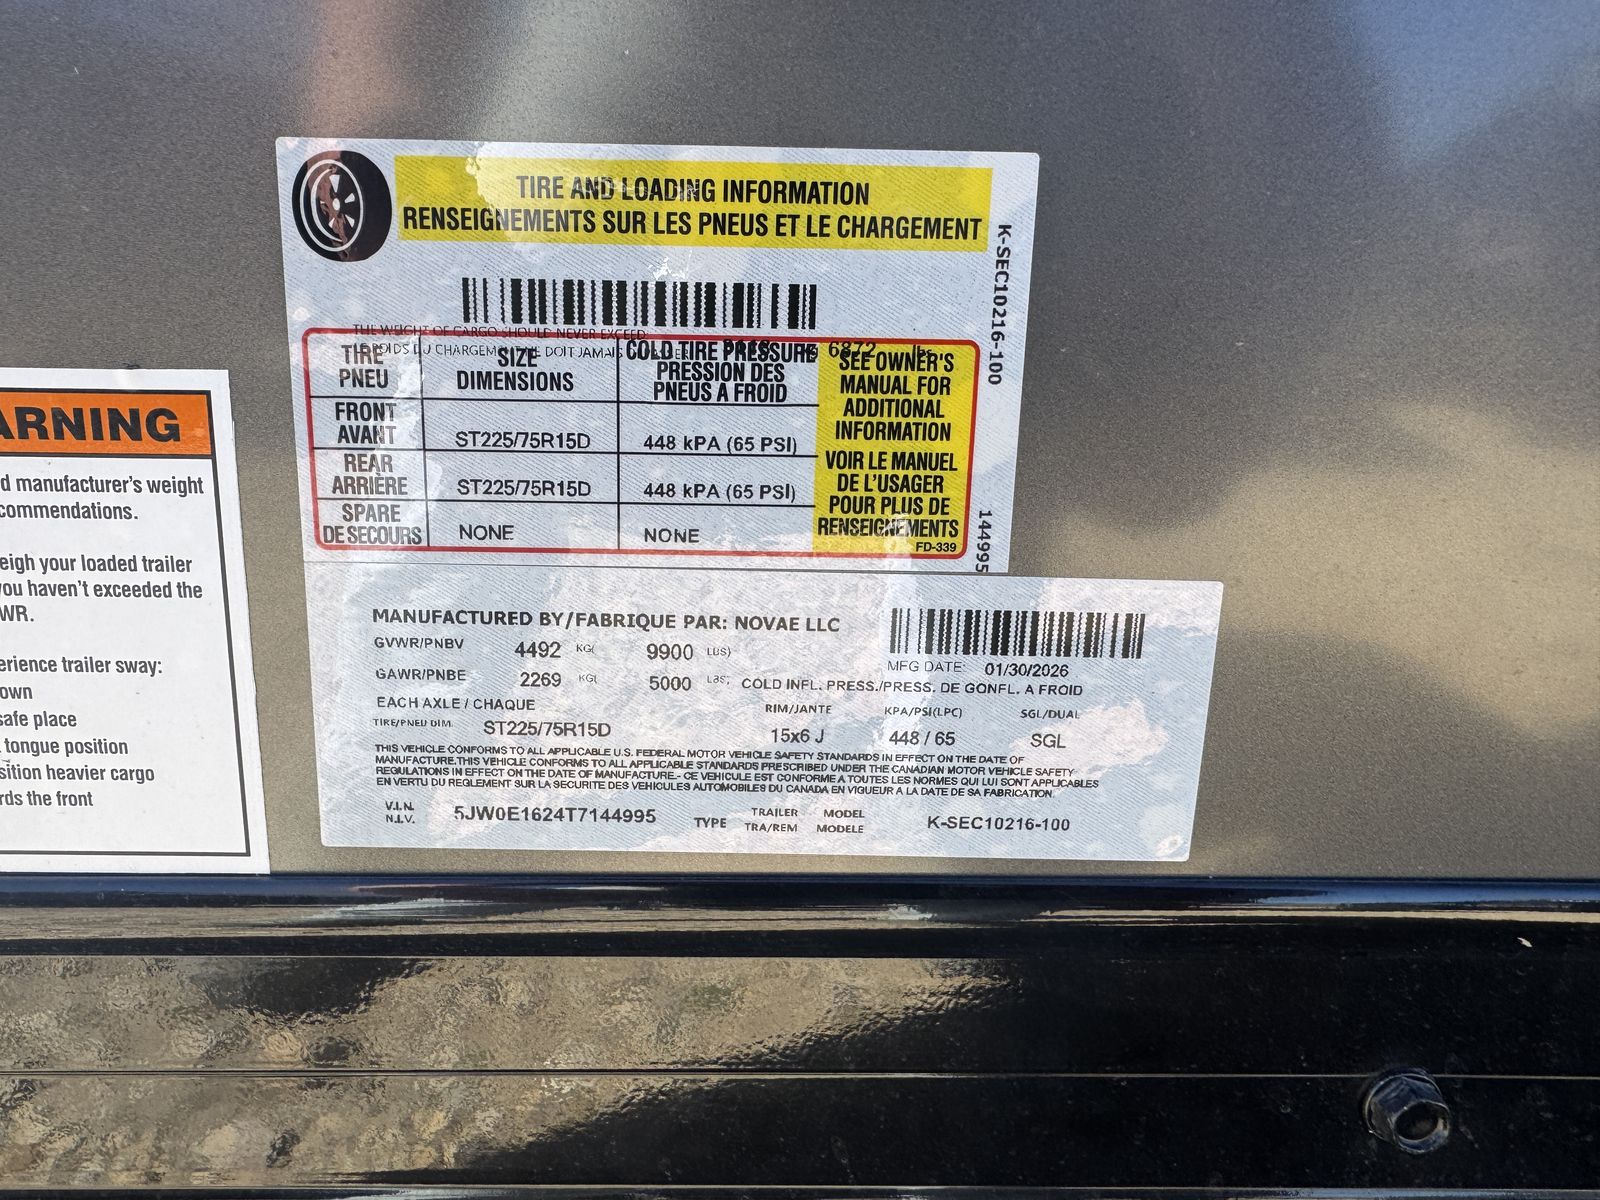 TIRE AND LOADING INFORMATION
RENSEIGNEMENTS SUR LES PNEUS ET LE CHARGEMENT
K-SEC10216-100
THE WEIGHT OF CARGO SHOULD NEVER EXCEED:
LE POIDS DU CHARGEMENT NE DOIT JAMAIS 6872 lbs
TIRE PNEU
SIZE DIMENSIONS
COLD TIRE PRESSURE PRESSION DES PNEUS A FROID
FRONT AVANT
ST225/75R15D
448 kPA (65 PSI)
REAR ARRIÈRE
ST225/75R15D
448 kPA (65 PSI)
SPARE DE SECOURS
NONE
NONE
SEE OWNER'S
MANUAL FOR
ADDITIONAL
INFORMATION
VOIR LE MANUEL
DE L'USAGER
POUR PLUS DE
RENSEIGNEMENTS
FD-339
144995
ARNING
d manufacturer's weight
commendations.
eigh your loaded trailer
you haven't exceeded the
WR.
erience trailer sway:
own
safe place
tongue position
sition heavier cargo
rds the front
MANUFACTURED BY/FABRIQUE PAR: NOVAE LLC
GVWR/PNBV 4492 KG( 9900 LBS)
MFG DATE: 01/30/2026
GAWR/PNBE 2269 KG( 5000 LBS) COLD INFL. PRESS./PRESS. DE GONFL. A FROID
EACH AXLE / CHAQUE RIM/JANTE KPA/PSI(LPC) SGL/DUAL
TIRE/PNEU DIM. ST225/75R15D 15x6 J 448 / 65 SGL
THIS VEHICLE CONFORMS TO ALL APPLICABLE U.S. FEDERAL MOTOR VEHICLE SAFETY STANDARDS IN EFFECT ON THE DATE OF
MANUFACTURE.THIS VEHICLE CONFORMS TO ALL APPLICABLE STANDARDS PRESCRIBED UNDER THE CANADIAN MOTOR VEHICLE SAFETY
REGULATIONS IN EFFECT ON THE DATE OF MANUFACTURE.- CE VEHICULE EST CONFORME A TOUTES LES NORMES QUI LUI SONT APPLICABLES
EN VERTU DU REGLEMENT SUR LA SECURITE DES VEHICULES AUTOMOBILES DU CANADA EN VIGUEUR A LA DATE DE SA FABRICATION.
V.I.N. N.I.V. 5JW0E1624T7144995 TYPE TRAILER TRA/REM MODEL MODELE K-SEC10216-100